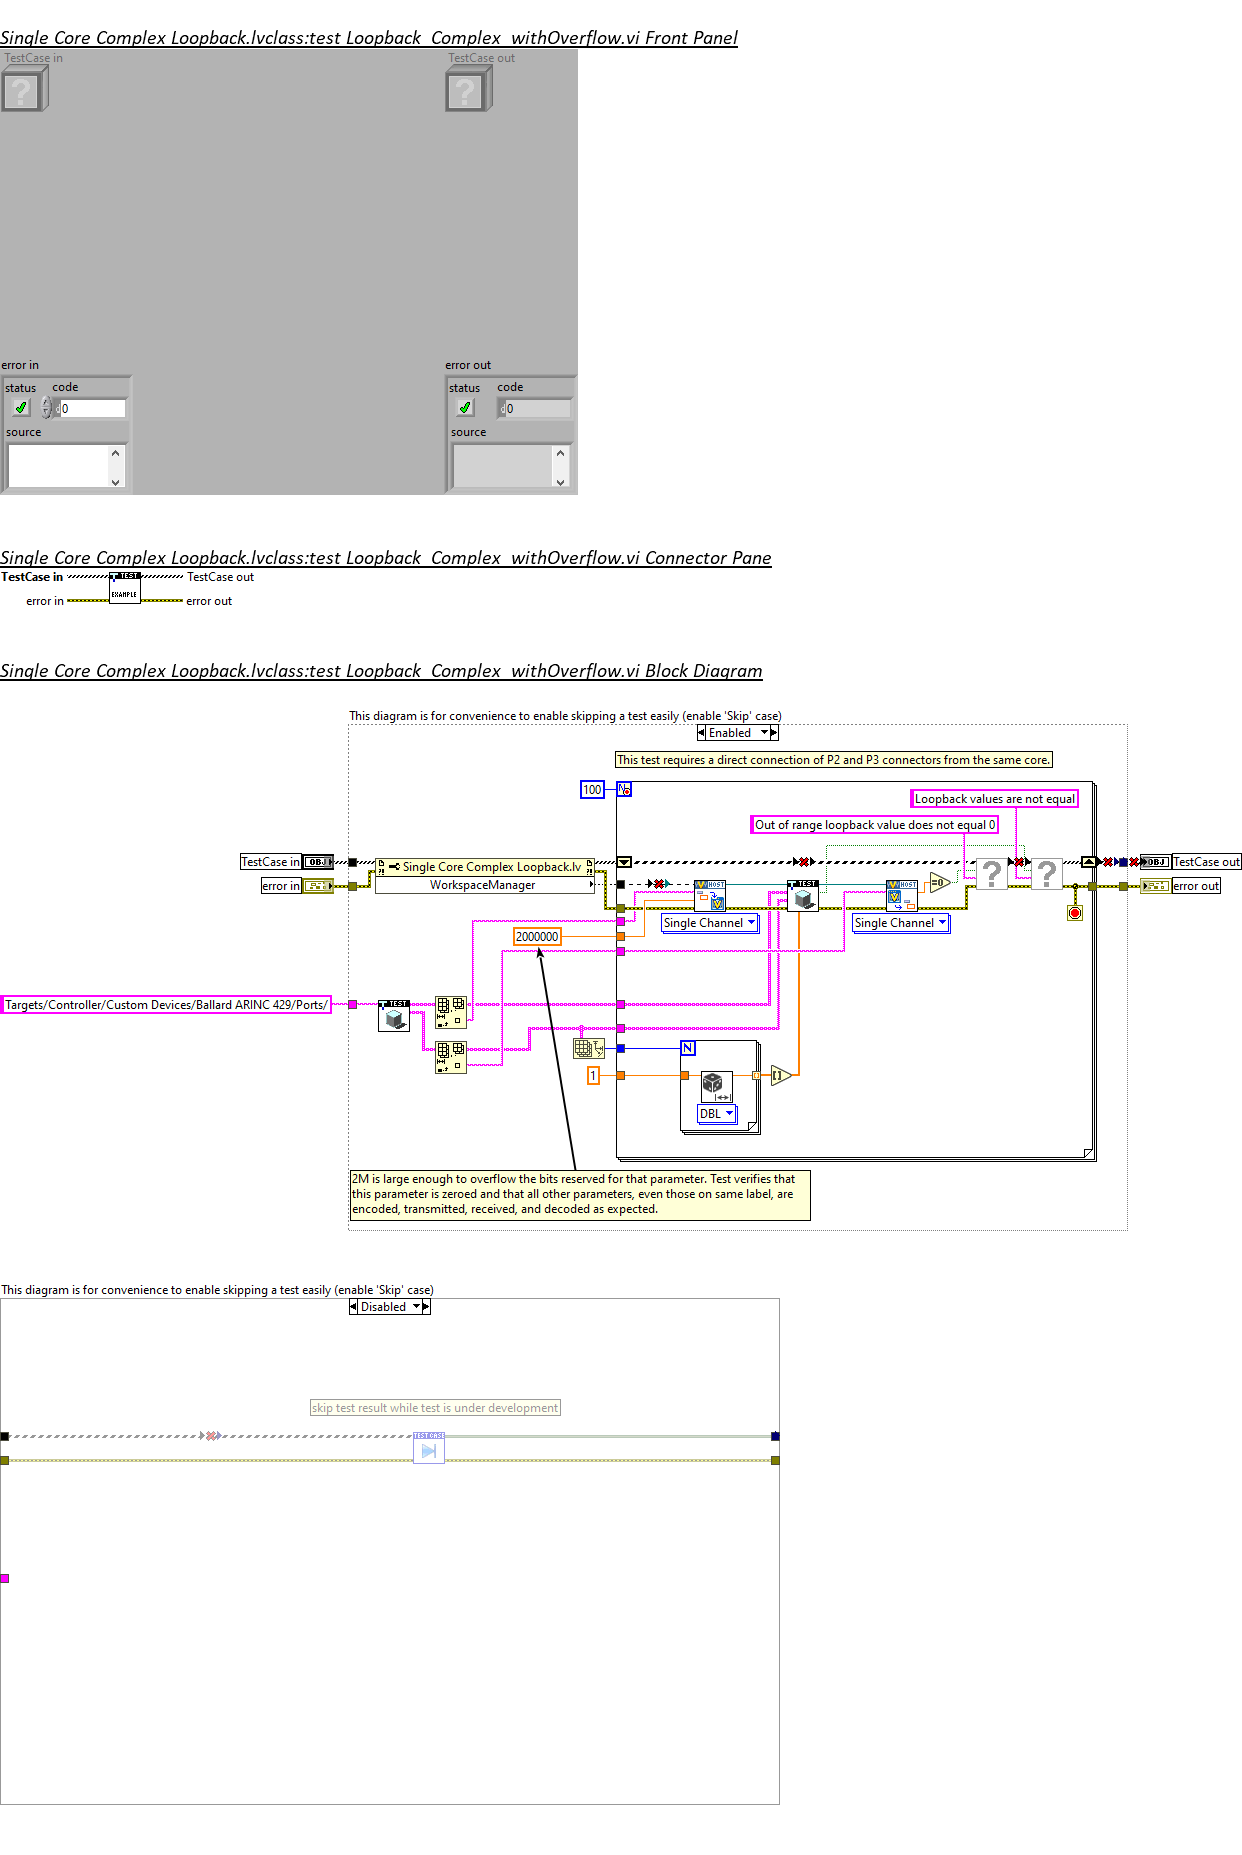 Single Core Complex Loopback.lvclass:test Loopback_Complex_withOverflow.vi Front Panel
TestCase in
TestCase out
error in
error out
status code
status code
0
0
source
source
Single Core Complex Loopback.lvclass:test Loopback_Complex_withOverflow.vi Connector Pane
TestCase in
TEST
TestCase out
error in
EXAMPLE
error out
Single Core Complex Loopback.lvclass:test Loopback_Complex_withOverflow.vi Block Diagram
This diagram is for convenience to enable skipping a test easily (enable 'Skip' case)
Enabled
This test requires a direct connection of P2 and P3 connectors from the same core.
100
N
Loopback values are not equal
Out of range loopback value does not equal 0
TestCase in
OBJ
Single Core Complex Loopback.lv
OBJ
TestCase out
error in
WorkspaceManager
HOST
TEST
HOST
=0
error out
Single Channel
Single Channel
2000000
Targets/Controller/Custom Devices/Ballard ARINC 429/Ports/
TEST
N
1
DBL
2M is large enough to overflow the bits reserved for that parameter. Test verifies that
this parameter is zeroed and that all other parameters, even those on same label, are
encoded, transmitted, received, and decoded as expected.
This diagram is for convenience to enable skipping a test easily (enable 'Skip' case)
Disabled
skip test result while test is under development
TEST CASE